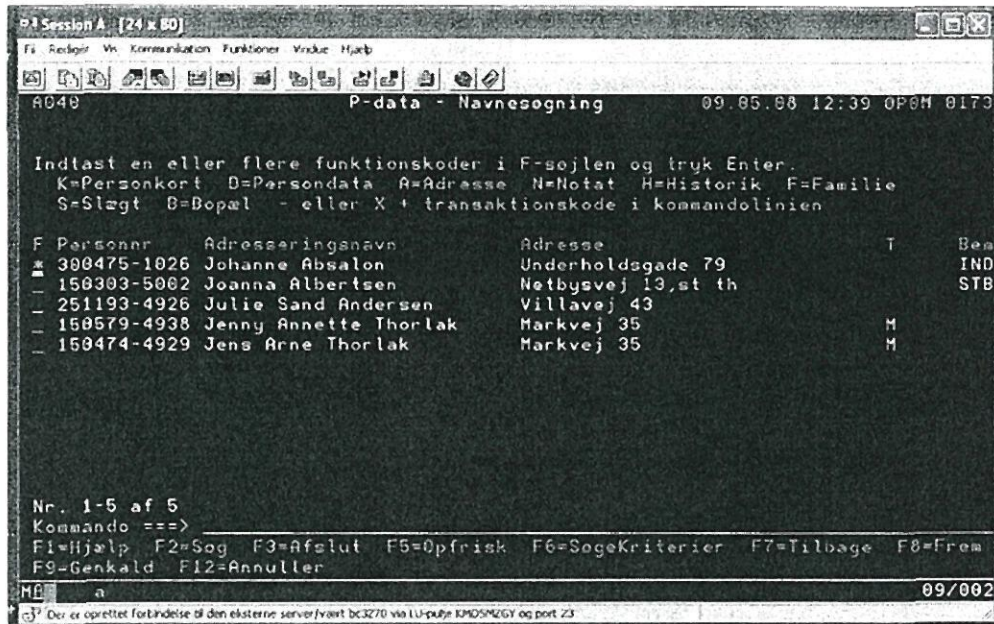 Session A [24 x 80]
Fil Rediger Vis Kommunikation Funktioner Vindue Hjælp
A040 P-data - Navnesøgning 09.05.08 12:39 OP0M 0173
Indtast en eller flere funktionskoder i F-søjlen og tryk Enter.
K=Personkort D=Persondata A=Adresse N=Notat H=Historik F=Familie
S=Slægt B=Bopæl - eller X + transaktionskode i kommandolinien
F Personnr Adresseringsnavn Adresse T Bem
* 300475-1026 Johanne Absalon Underholdsgade 79 IND
_ 150303-5002 Joanna Albertsen Netbysvej 13,st th STB
_ 251193-4926 Julie Sand Andersen Villavej 43
_ 150579-4938 Jenny Annette Thorlak Markvej 35 M
_ 150474-4929 Jens Arne Thorlak Markvej 35 M
Nr. 1-5 af 5
Kommando ===>
F1=Hjælp F2=Søg F3=Afslut F5=Opfrisk F6=SøgeKriterier F7=Tilbage F8=Frem
F9=Genkald F12=Annuller
MA a 09/002
Der er oprettet forbindelse til den eksterne server/vært bc3270 via LU-pulje KMD5M2GY og port 23